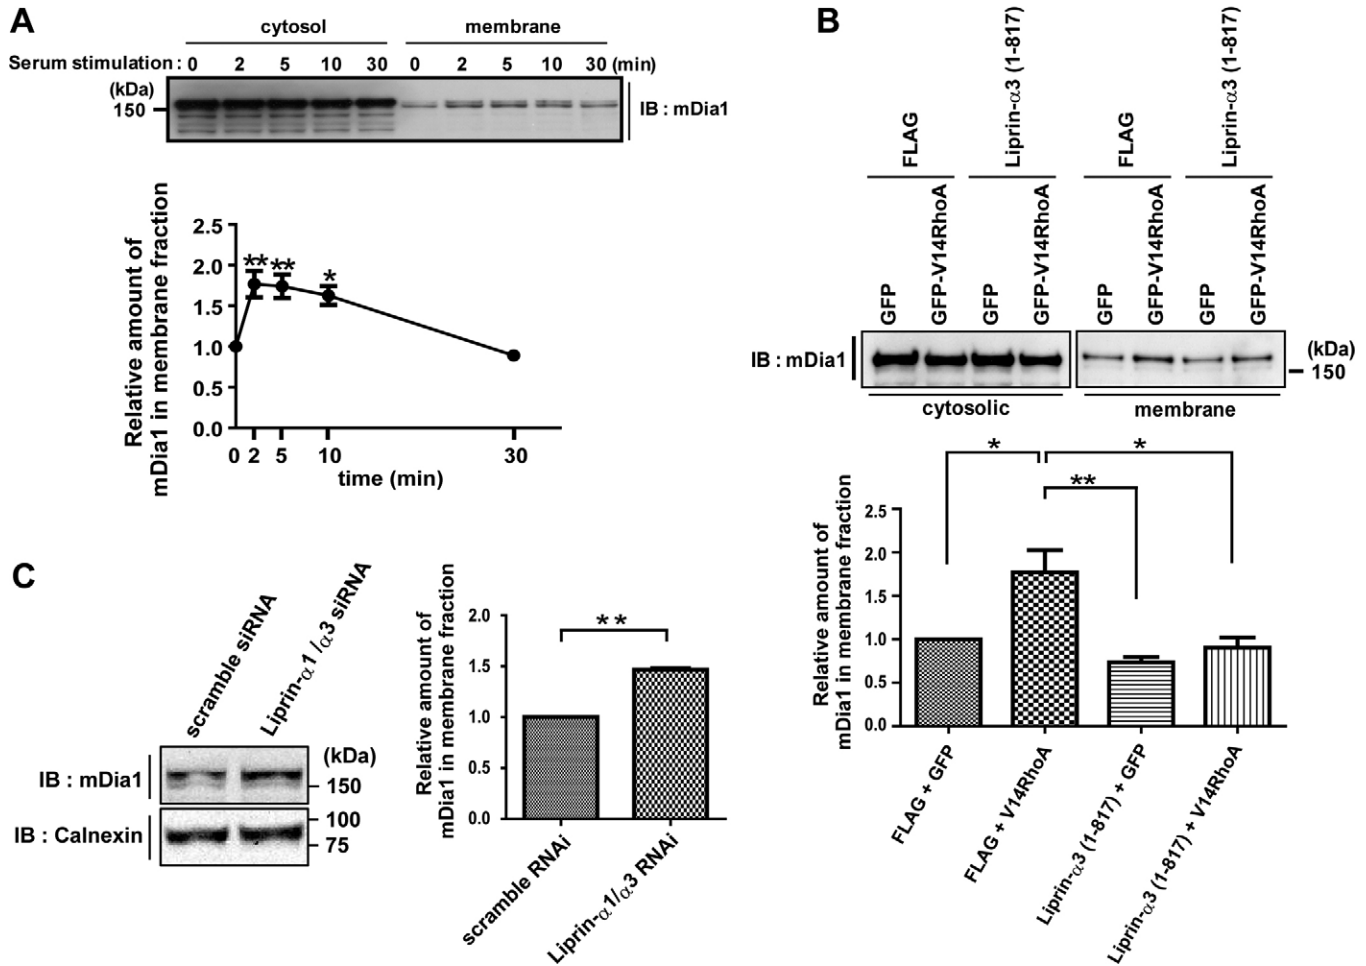 A
cytosol membrane
Serum stimulation : 0 2 5 10 30 0 2 5 10 30 (min)
(kDa)
150
IB : mDia1
Relative amount of
mDia1 in membrane fraction
2.5
2.0
1.5
1.0
0.5
0.0
** ** *
0 2 5 10 30
time (min)
B
FLAG Liprin-α3 (1-817) FLAG Liprin-α3 (1-817)
GFP GFP-V14RhoA GFP GFP-V14RhoA GFP GFP-V14RhoA GFP GFP-V14RhoA
IB : mDia1
(kDa)
150
cytosolic membrane
* *
**
Relative amount of
mDia1 in membrane fraction
2.5
2.0
1.5
1.0
0.5
0.0
FLAG + GFP
FLAG + V14RhoA
Liprin-α3 (1-817) + GFP
Liprin-α3 (1-817) + V14RhoA
C
scramble siRNA
Liprin-α1 /α3 siRNA
(kDa)
IB : mDia1
150
IB : Calnexin
100
75
Relative amount of
mDia1 in membrane fraction
2.0
1.5
1.0
0.5
0.0
**
scramble RNAi
Liprin-α1/α3 RNAi